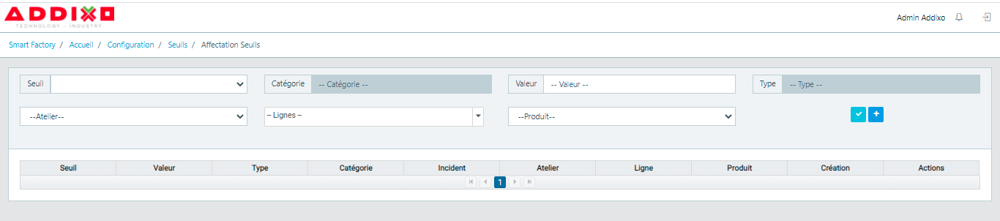 ADDIXO
TECHNOLOGY - INDUSTRY
Admin Addixo
Smart Factory / Accueil / Configuration / Seuils / Affectation Seuils
Seuil Catégorie -- Catégorie -- Valeur -- Valeur -- Type -- Type --
--Atelier-- -- Lignes -- --Produit--
Seuil Valeur Type Catégorie Incident Atelier Ligne Produit Création Actions
1